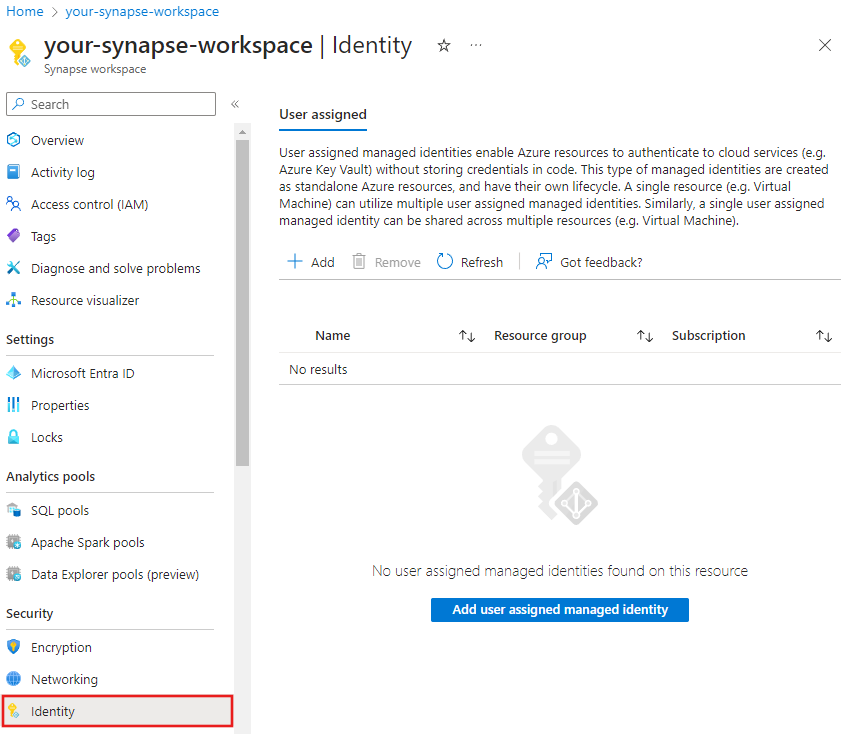 Home > your-synapse-workspace
your-synapse-workspace | Identity
Synapse workspace
Search
Overview
Activity log
Access control (IAM)
Tags
Diagnose and solve problems
Resource visualizer
Settings
Microsoft Entra ID
Properties
Locks
Analytics pools
SQL pools
Apache Spark pools
Data Explorer pools (preview)
Security
Encryption
Networking
Identity
User assigned
User assigned managed identities enable Azure resources to authenticate to cloud services (e.g.
Azure Key Vault) without storing credentials in code. This type of managed identities are created
as standalone Azure resources, and have their own lifecycle. A single resource (e.g. Virtual
Machine) can utilize multiple user assigned managed identities. Similarly, a single user assigned
managed identity can be shared across multiple resources (e.g. Virtual Machine).
Add Remove Refresh Got feedback?
Name Resource group Subscription
No results
No user assigned managed identities found on this resource
Add user assigned managed identity